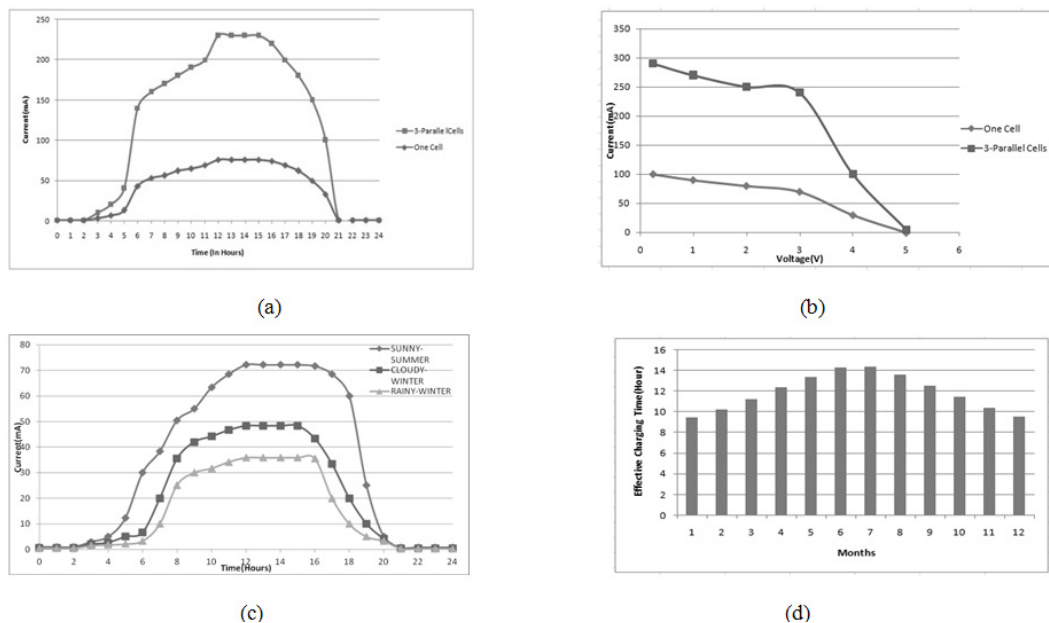 250
200
150
100
50
0
Current(mA)
0 1 2 3 4 5 6 7 8 9 10 11 12 13 14 15 16 17 18 19 20 21 22 23 24
Time (In Hours)
3-ParallelCells
One Cell
(a)
350
300
250
200
150
100
50
0
Current(mA)
0 1 2 3 4 5 6
Voltage(V)
One Cell
3-Parallel Cells
(b)
80
70
60
50
40
30
20
10
0
Current(mA)
0 2 4 6 8 10 12 14 16 18 20 22 24
Time(Hours)
SUNNY-
SUMMER
CLOUDY-
WINTER
RAINY-WINTER
(c)
16
14
12
10
8
6
4
2
0
Effective Charging Time(Hour)
1 2 3 4 5 6 7 8 9 10 11 12
Months
(d)